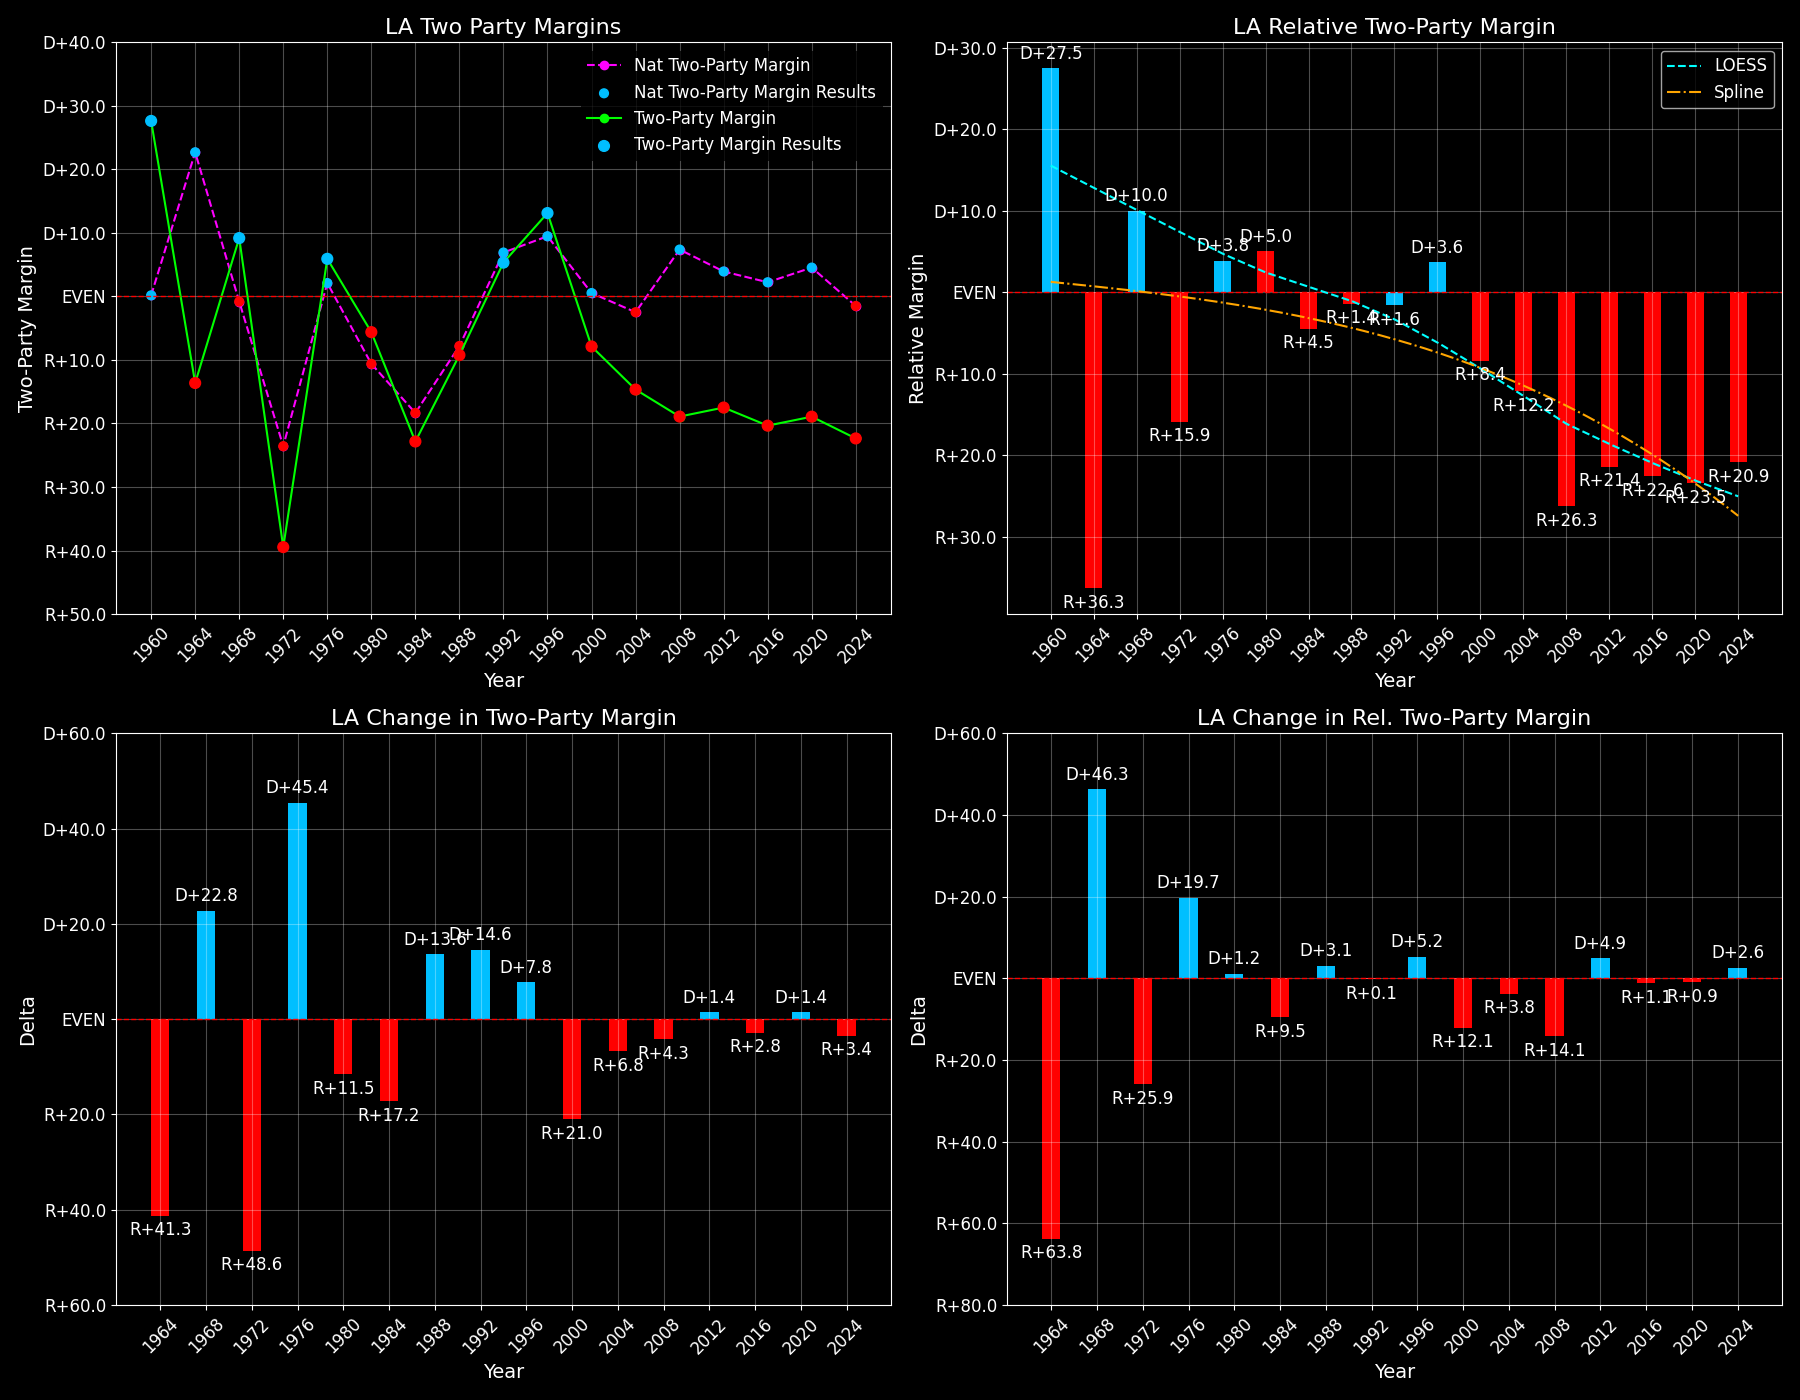 LA Two Party Margins
D+40.0
D+30.0
D+20.0
D+10.0
EVEN
R+10.0
R+20.0
R+30.0
R+40.0
R+50.0
Two-Party Margin
Nat Two-Party Margin
Nat Two-Party Margin Results
Two-Party Margin
Two-Party Margin Results
1960 1964 1968 1972 1976 1980 1984 1988 1992 1996 2000 2004 2008 2012 2016 2020 2024
Year
LA Relative Two-Party Margin
D+30.0
D+20.0
D+10.0
EVEN
R+10.0
R+20.0
R+30.0
Relative Margin
LOESS
Spline
D+27.5
R+36.3
D+10.0
R+15.9
D+3.8
D+5.0
R+4.5
R+1.4
R+1.6
D+3.6
R+8.4
R+12.2
R+26.3
R+21.4
R+22.6
R+23.5
R+20.9
1960 1964 1968 1972 1976 1980 1984 1988 1992 1996 2000 2004 2008 2012 2016 2020 2024
Year
LA Change in Two-Party Margin
D+60.0
D+40.0
D+20.0
EVEN
R+20.0
R+40.0
R+60.0
Delta
R+41.3
D+22.8
R+48.6
D+45.4
R+11.5
R+17.2
D+13.6
D+14.6
D+7.8
R+21.0
R+6.8
R+4.3
D+1.4
R+2.8
D+1.4
R+3.4
1964 1968 1972 1976 1980 1984 1988 1992 1996 2000 2004 2008 2012 2016 2020 2024
Year
LA Change in Rel. Two-Party Margin
D+60.0
D+40.0
D+20.0
EVEN
R+20.0
R+40.0
R+60.0
R+80.0
Delta
R+63.8
D+46.3
R+25.9
D+19.7
D+1.2
R+9.5
D+3.1
R+0.1
D+5.2
R+12.1
R+3.8
R+14.1
D+4.9
R+1.1
R+0.9
D+2.6
1964 1968 1972 1976 1980 1984 1988 1992 1996 2000 2004 2008 2012 2016 2020 2024
Year